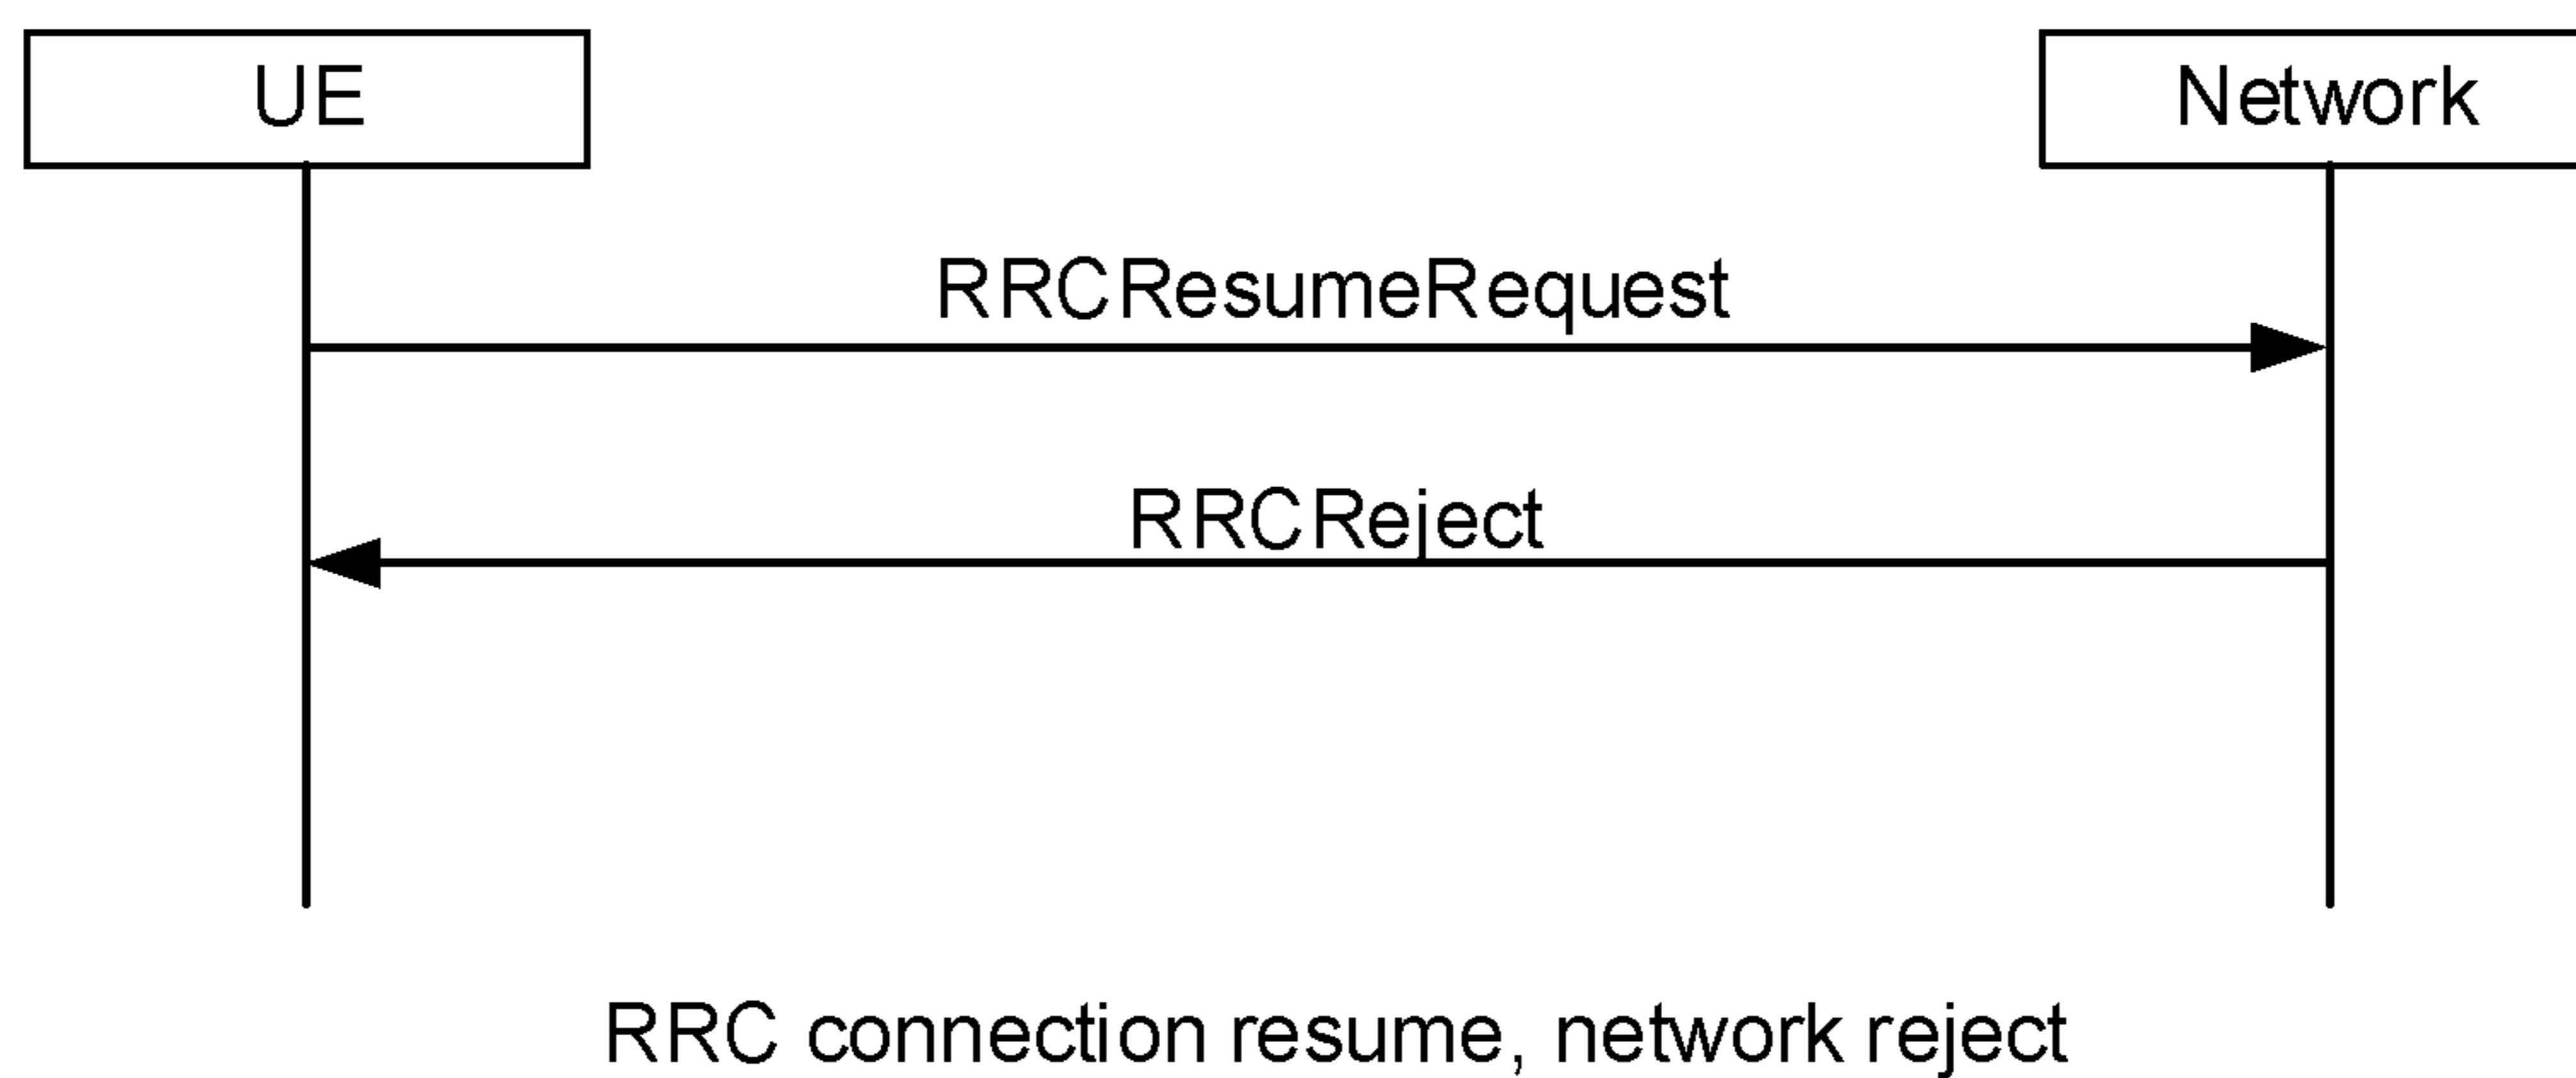 UE
Network
RRCResumeRequest
RRCReject
RRC connection resume, network reject